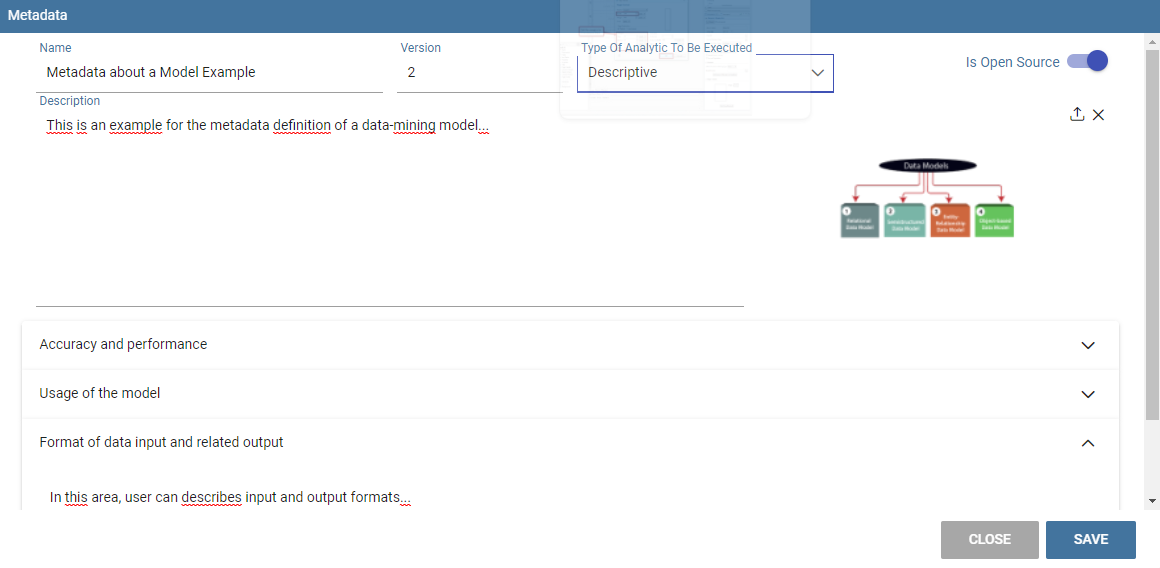 Metadata
Name
Version
Type Of Analytic To Be Executed
Metadata about a Model Example
2
Descriptive
Is Open Source
Description
This is an example for the metadata definition of a data-mining model...
Data Models
1
2
3
4
Relational
Data Model
Semistructured
Data Model
Entity-
Relationship
Data Model
Object-based
Data Model
Accuracy and performance
Usage of the model
Format of data input and related output
In this area, user can describes input and output formats...
CLOSE
SAVE